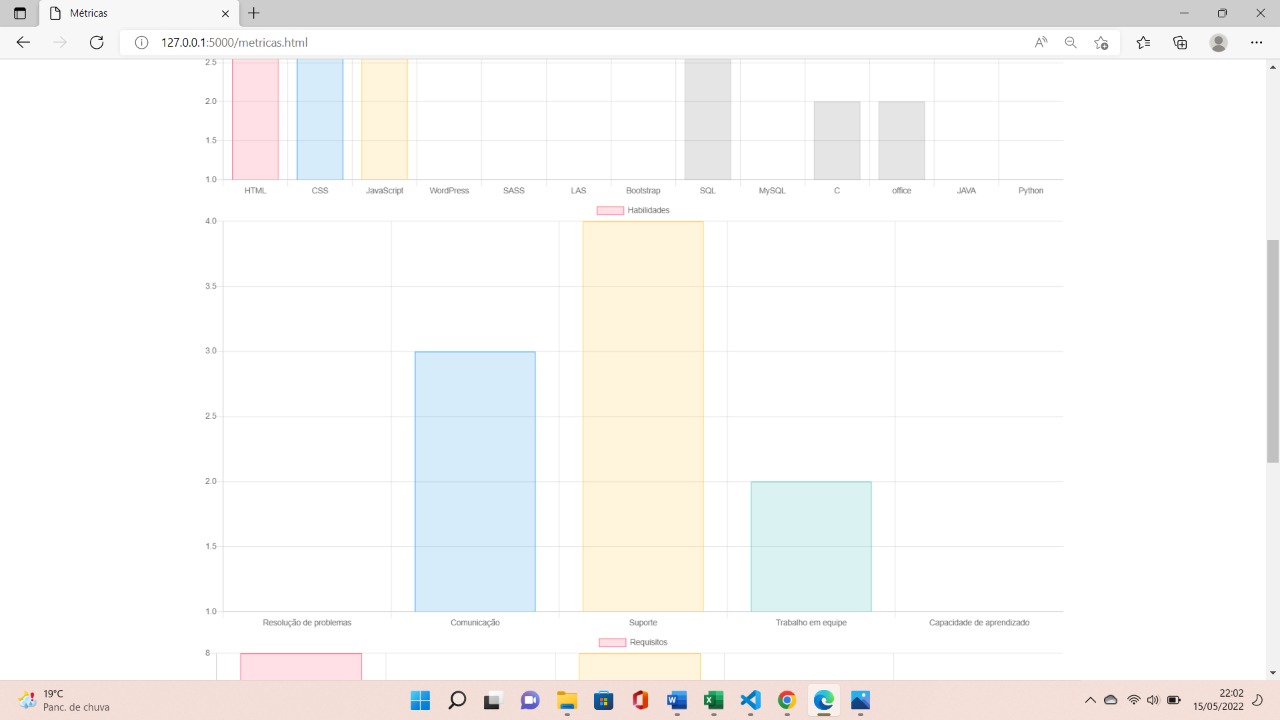 Métricas
127.0.0.1:5000/metricas.html
2.5
2.0
1.5
1.0
HTML CSS JavaScript WordPress SASS LAS Bootstrap SQL MySQL C office JAVA Python
Habilidades
4.0
3.5
3.0
2.5
2.0
1.5
1.0
Resolução de problemas Comunicação Suporte Trabalho em equipe Capacidade de aprendizado
Requisitos
8
19°C
Panc. de chuva
22:02
15/05/2022